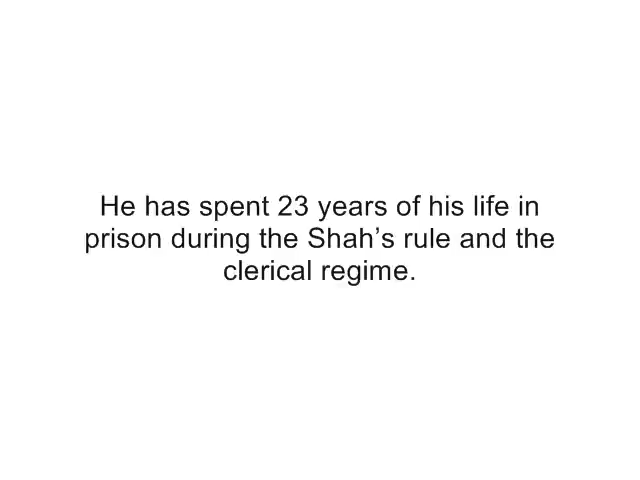 He has spent 23 years of his life in
prison during the Shah’s rule and the
clerical regime.